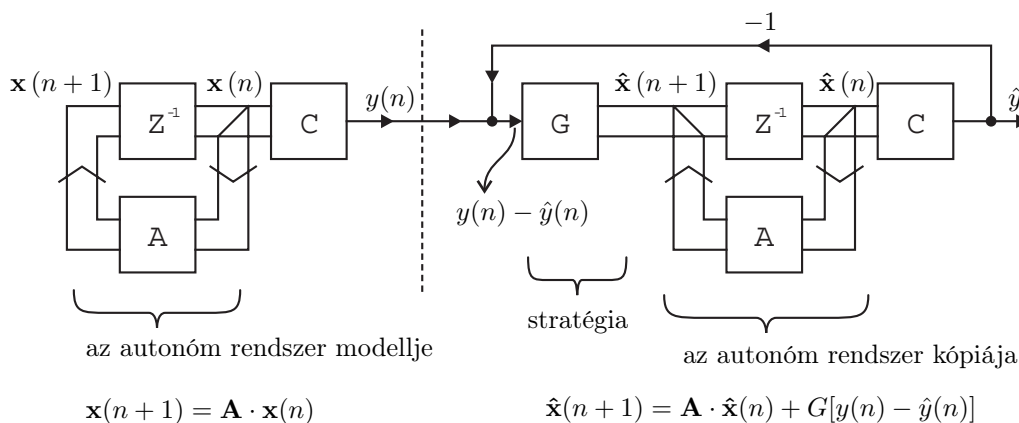 −1
𝐱(n + 1)
𝐱(n)
y(n)
𝐱̂(n + 1)
𝐱̂(n)
ŷ
Z⁻¹
C
G
Z⁻¹
C
A
A
y(n) − ŷ(n)
stratégia
az autonóm rendszer modellje
az autonóm rendszer kópiája
𝐱(n + 1) = 𝐀 · 𝐱(n)
𝐱̂(n + 1) = 𝐀 · 𝐱̂(n) + G[y(n) − ŷ(n)]